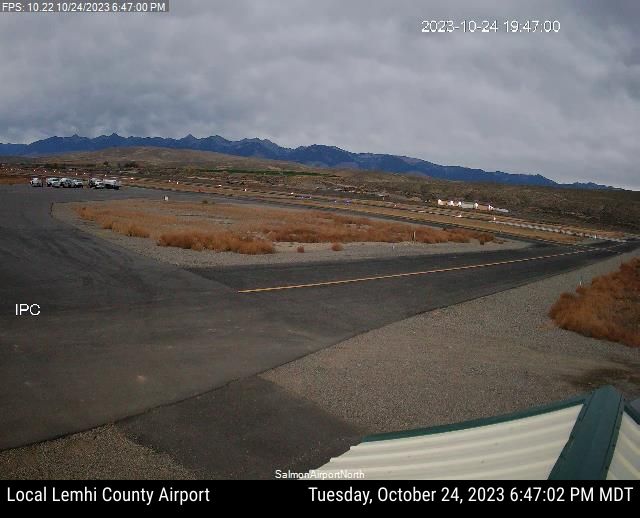 FPS: 10.22 10/24/2023 6:47:00 PM
2023-10-24 19:47:00
IPC
SalmonAirportNorth
Local Lemhi County Airport
Tuesday, October 24, 2023 6:47:02 PM MDT